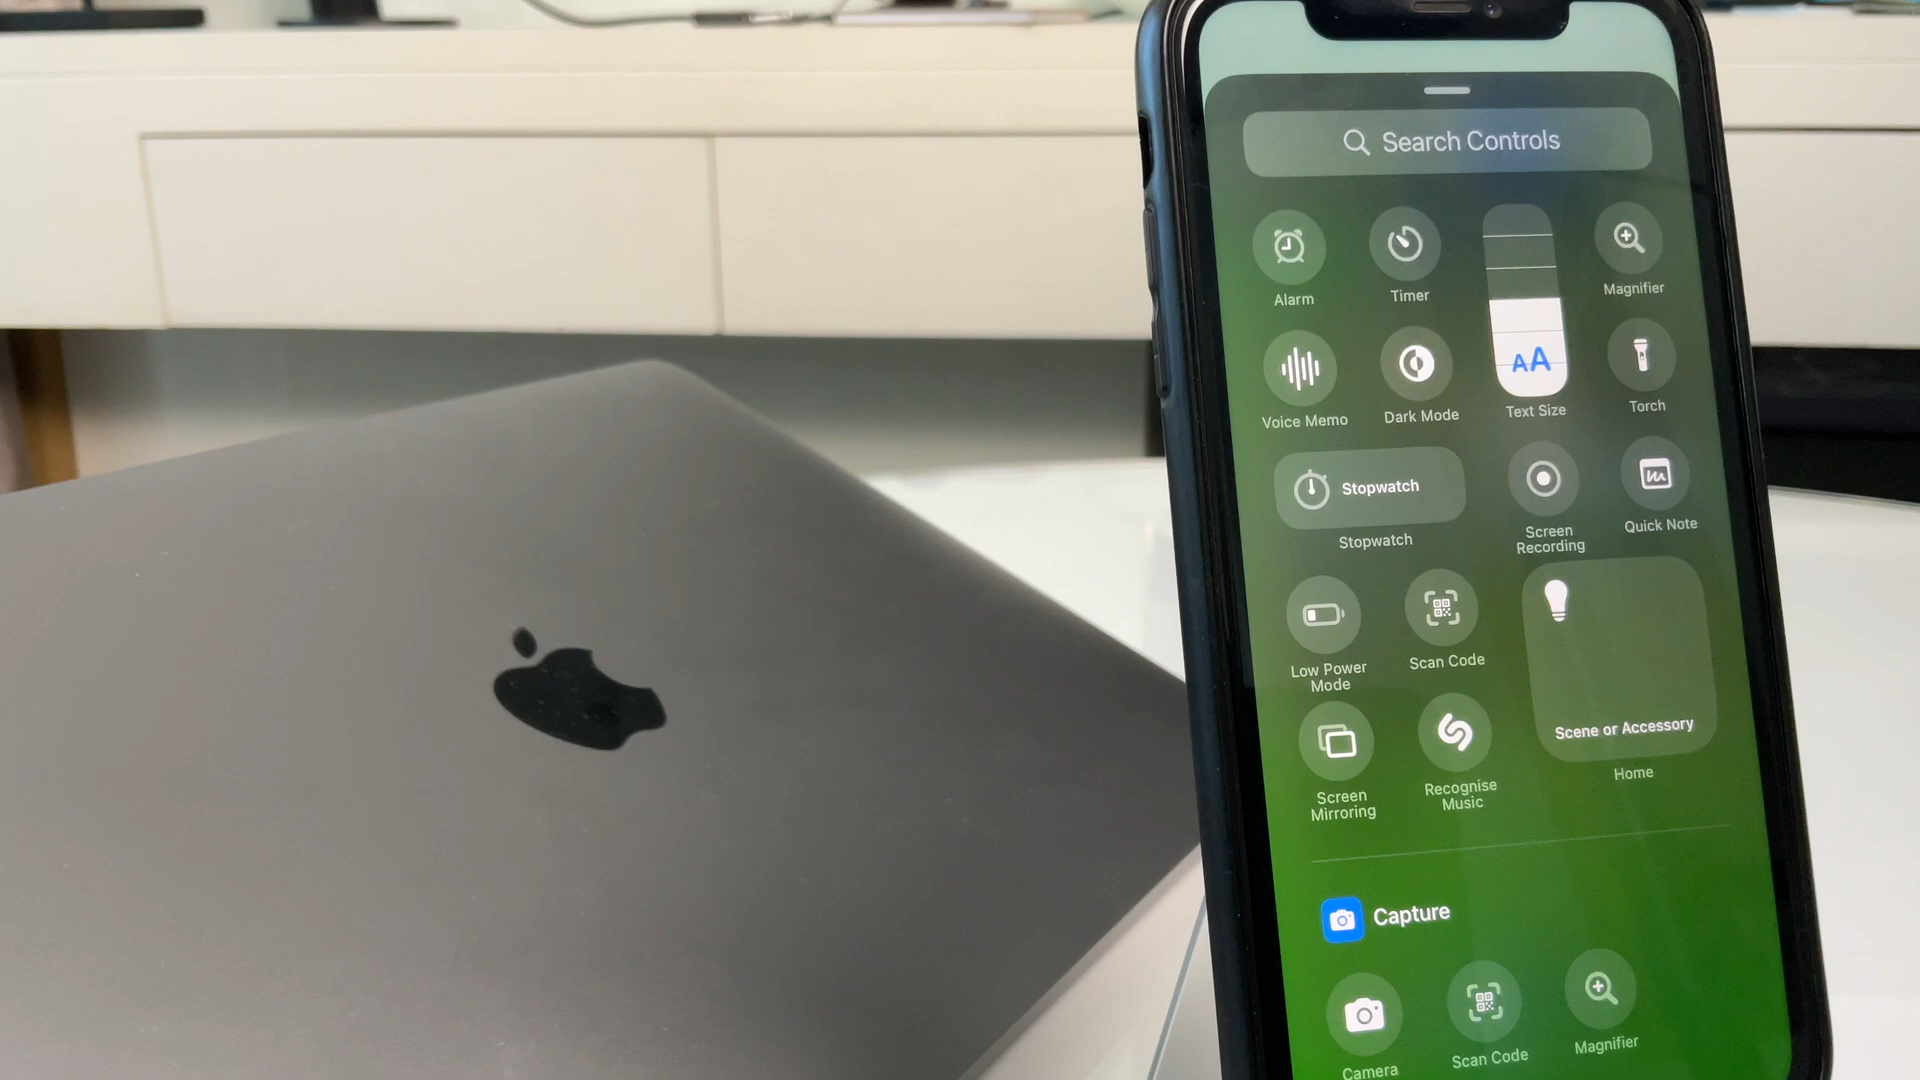 Search Controls
Alarm
Timer
Magnifier
AA
Voice Memo
Dark Mode
Text Size
Torch
Stopwatch
Stopwatch
Screen
Recording
Quick Note
Low Power
Mode
Scan Code
Scene or Accessory
Home
Screen
Mirroring
Recognise
Music
Capture
Camera
Scan Code
Magnifier